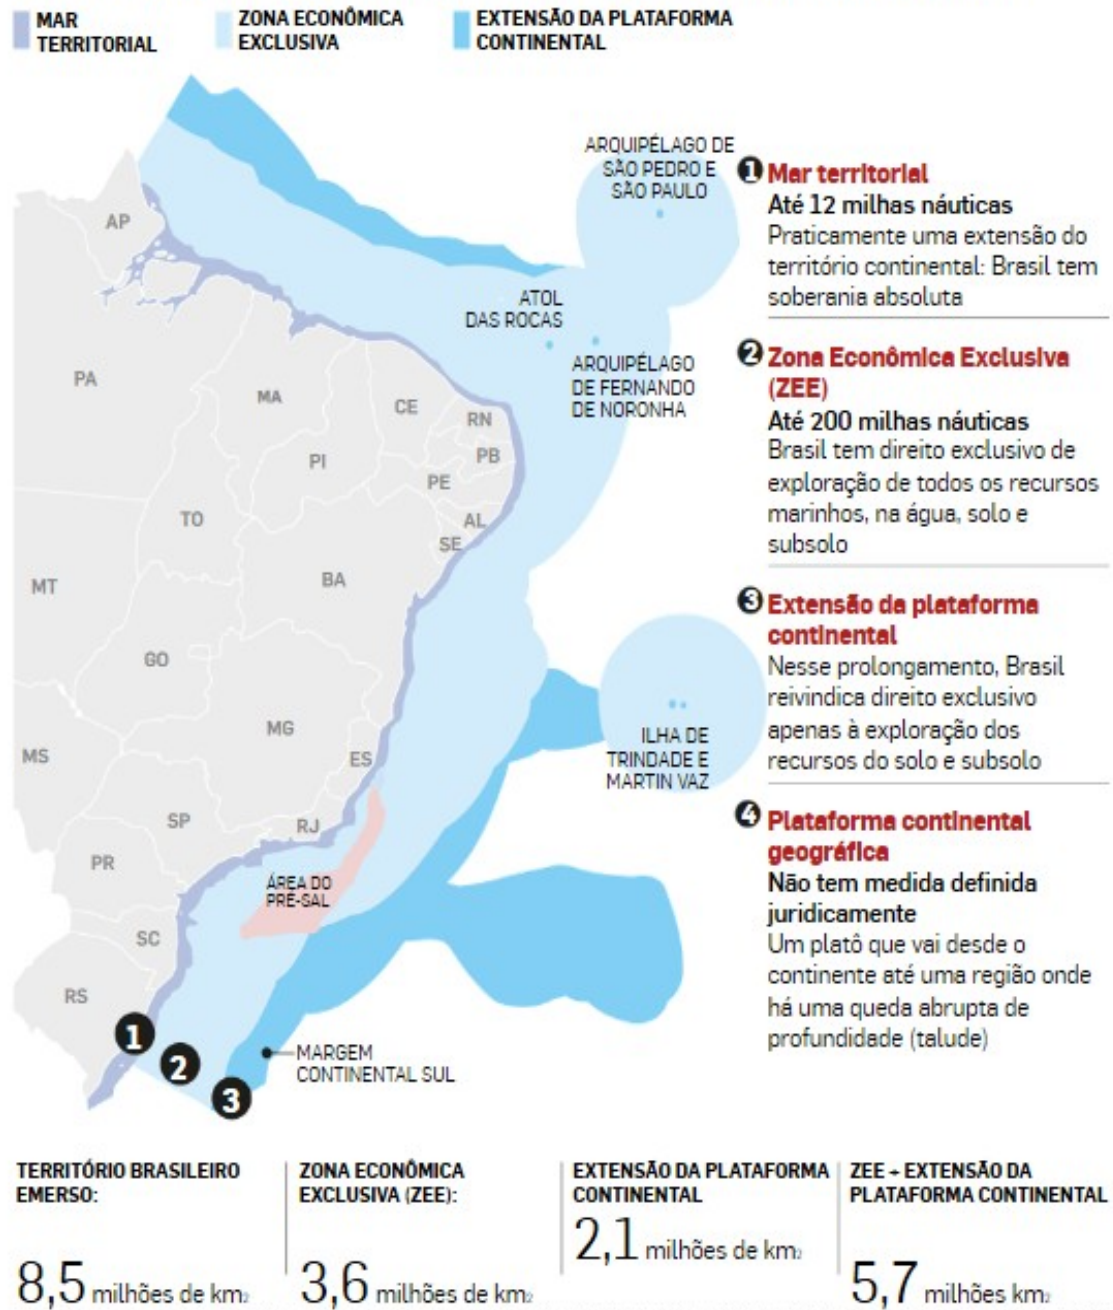 MAR
TERRITORIAL
ZONA ECONÔMICA
EXCLUSIVA
EXTENSÃO DA PLATAFORMA
CONTINENTAL
ARQUIPÉLAGO DE
SÃO PEDRO E
SÃO PAULO
ATOL
DAS ROCAS
ARQUIPÉLAGO
DE FERNANDO
DE NORONHA
AP
PA
MA
CE
RN
PB
PI
PE
AL
SE
TO
MT
BA
GO
MG
MS
ES
SP
RJ
PR
SC
RS
ILHA DE
TRINDADE E
MARTIN VAZ
ÁREA DO
PRÉ-SAL
1
2
3
MARGEM
CONTINENTAL SUL
1 Mar territorial
Até 12 milhas náuticas
Praticamente uma extensão do
território continental: Brasil tem
soberania absoluta
2 Zona Econômica Exclusiva
(ZEE)
Até 200 milhas náuticas
Brasil tem direito exclusivo de
exploração de todos os recursos
marinhos, na água, solo e
subsolo
3 Extensão da plataforma
continental
Nesse prolongamento, Brasil
reivindica direito exclusivo
apenas à exploração dos
recursos do solo e subsolo
4 Plataforma continental
geográfica
Não tem medida definida
juridicamente
Um platô que vai desde o
continente até uma região onde
há uma queda abrupta de
profundidade (talude)
TERRITÓRIO BRASILEIRO
EMERSO:
8,5 milhões de km2
ZONA ECONÔMICA
EXCLUSIVA (ZEE):
3,6 milhões de km2
EXTENSÃO DA PLATAFORMA
CONTINENTAL
2,1 milhões de km2
ZEE + EXTENSÃO DA
PLATAFORMA CONTINENTAL
5,7 milhões km2